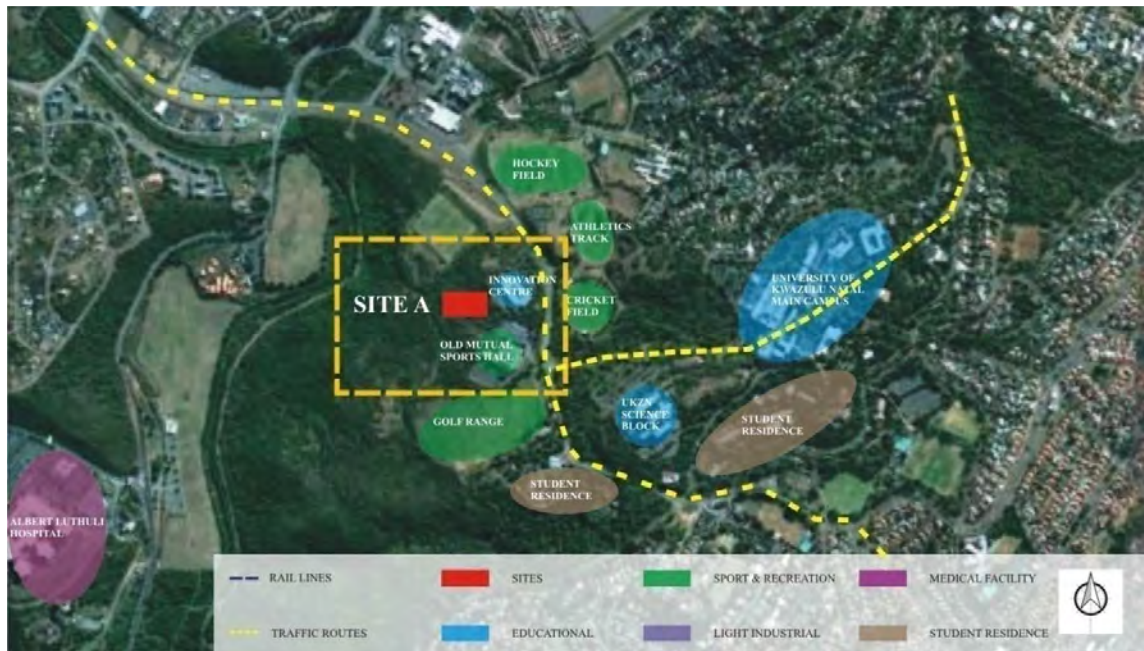 HOCKEY
FIELD
ATHLETICS
TRACK
INNOVATION
CENTRE
UNIVERSITY OF
KWAZULU NATAL
MAIN CAMPUS
SITE A
CRICKET
FIELD
OLD MUTUAL
SPORTS HALL
GOLF RANGE
UKZN
SCIENCE
BLOCK
STUDENT
RESIDENCE
STUDENT
RESIDENCE
ALBERT LUTHULI
HOSPITAL
RAIL LINES
SITES
SPORT & RECREATION
MEDICAL FACILITY
TRAFFIC ROUTES
EDUCATIONAL
LIGHT INDUSTRIAL
STUDENT RESIDENCE